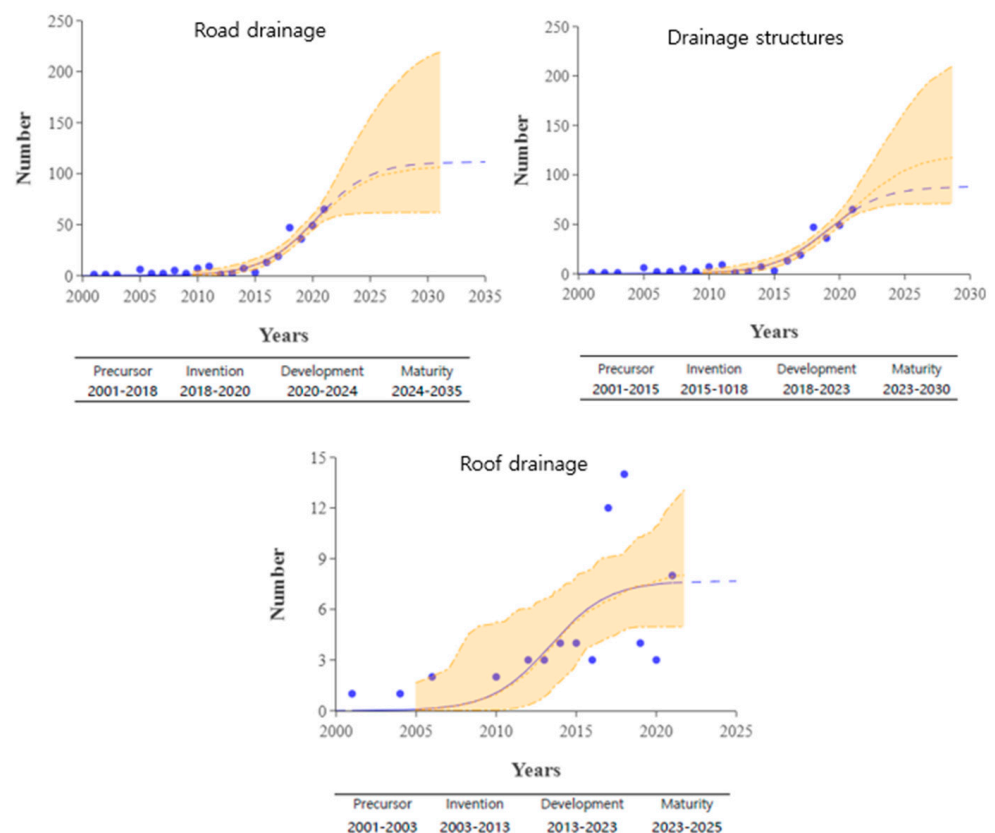 Road drainage
250
200
150
100
50
0
Number
2000 2005 2010 2015 2020 2025 2030 2035
Years
Precursor Invention Development Maturity
2001-2018 2018-2020 2020-2024 2024-2035
Drainage structures
250
200
150
100
50
0
Number
2000 2005 2010 2015 2020 2025 2030
Years
Precursor Invention Development Maturity
2001-2015 2015-1018 2018-2023 2023-2030
Roof drainage
15
12
9
6
3
0
Number
2000 2005 2010 2015 2020 2025
Years
Precursor Invention Development Maturity
2001-2003 2003-2013 2013-2023 2023-2025